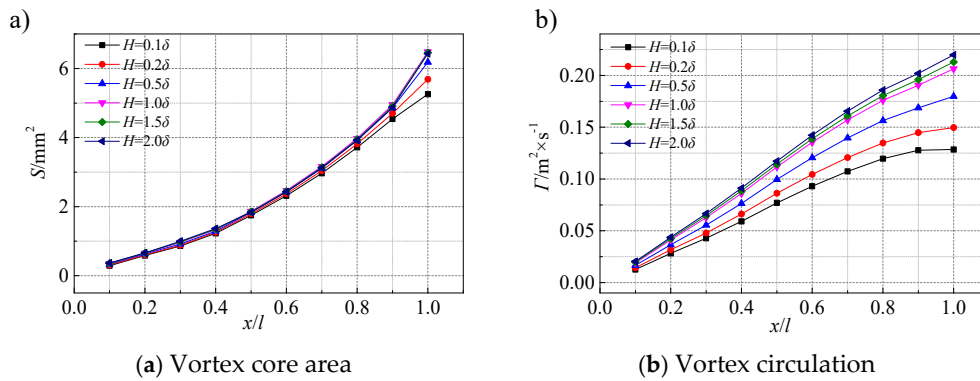 a)
H=0.1δ
H=0.2δ
H=0.5δ
H=1.0δ
H=1.5δ
H=2.0δ
S/mm²
6
4
2
0
0.0 0.2 0.4 0.6 0.8 1.0
x/l
(a) Vortex core area
b)
H=0.1δ
H=0.2δ
H=0.5δ
H=1.0δ
H=1.5δ
H=2.0δ
Γ/m²×s⁻¹
0.20
0.15
0.10
0.05
0.00
0.0 0.2 0.4 0.6 0.8 1.0
x/l
(b) Vortex circulation